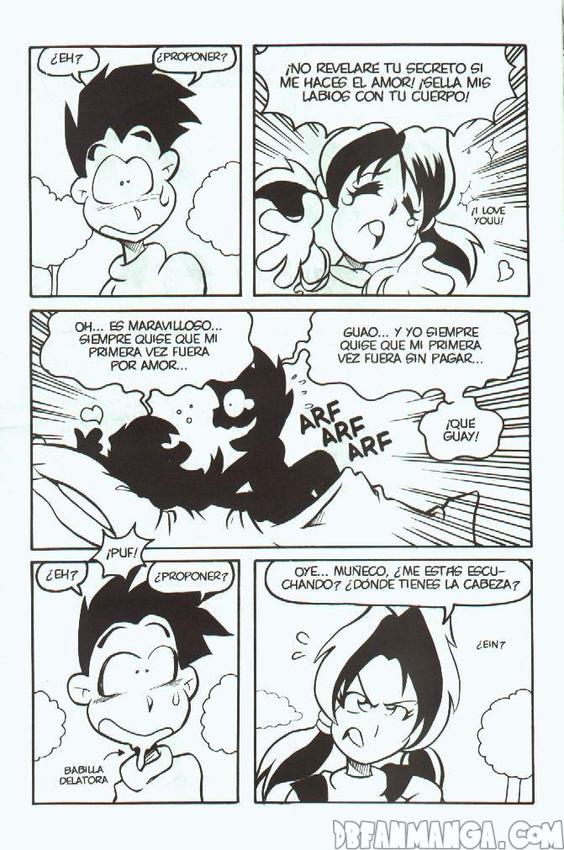 ¿EH?
¿PROPONER?
¡NO REVELARE TU SECRETO SI
ME HACES EL AMOR! ¡SELLA MIS
LABIOS CON TU CUERPO!
¡I LOVE
YOUU!
OH... ES MARAVILLOSO...
SIEMPRE QUISE QUE MI
PRIMERA VEZ FUERA
POR AMOR...
GUAO... Y YO SIEMPRE
QUISE QUE MI PRIMERA
VEZ FUERA SIN PAGAR...
ARF
ARF
ARF
¡QUÉ
GUAY!
¡PUF!
¿EH?
¿PROPONER?
BABILLA
DELATORA
OYE... MUÑECO, ¿ME ESTÁS ESCU-
CHANDO? ¿DÓNDE TIENES LA CABEZA?
¿EIN?
DBFANMANGA.COM